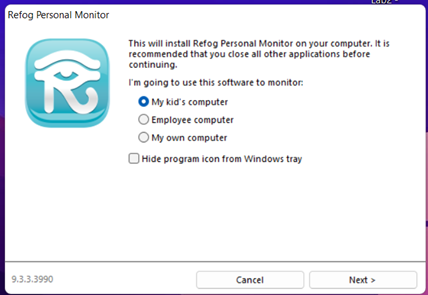 Refog Personal Monitor
This will install Refog Personal Monitor on your computer. It is
recommended that you close all other applications before
continuing.
I'm going to use this software to monitor:
My kid's computer
Employee computer
My own computer
Hide program icon from Windows tray
9.3.3.3990
Cancel
Next >